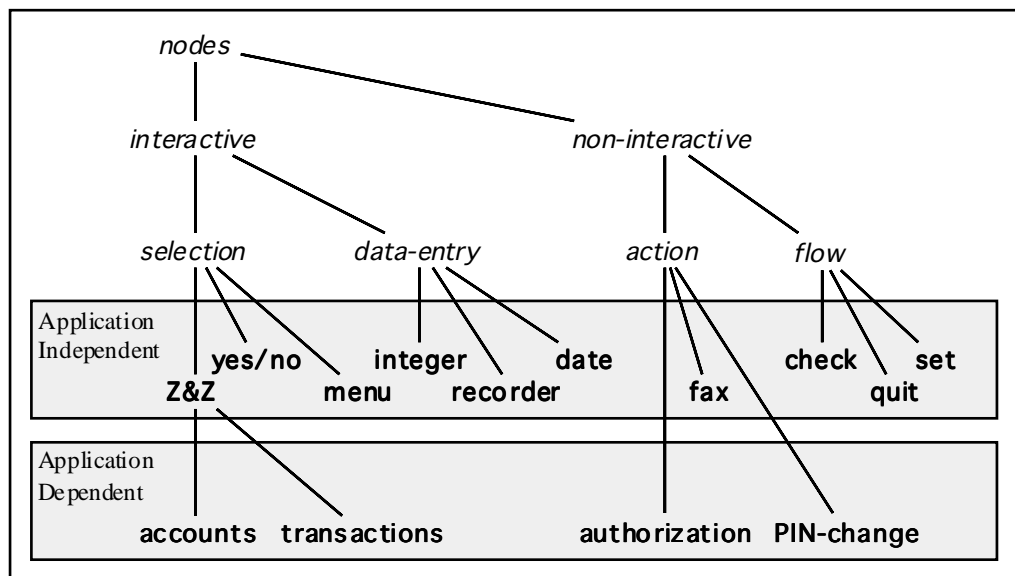 nodes
interactive non-interactive
selection data-entry action flow
Application
Independent
yes/no integer date check set
Z&Z menu recorder fax quit
Application
Dependent
accounts transactions authorization PIN-change